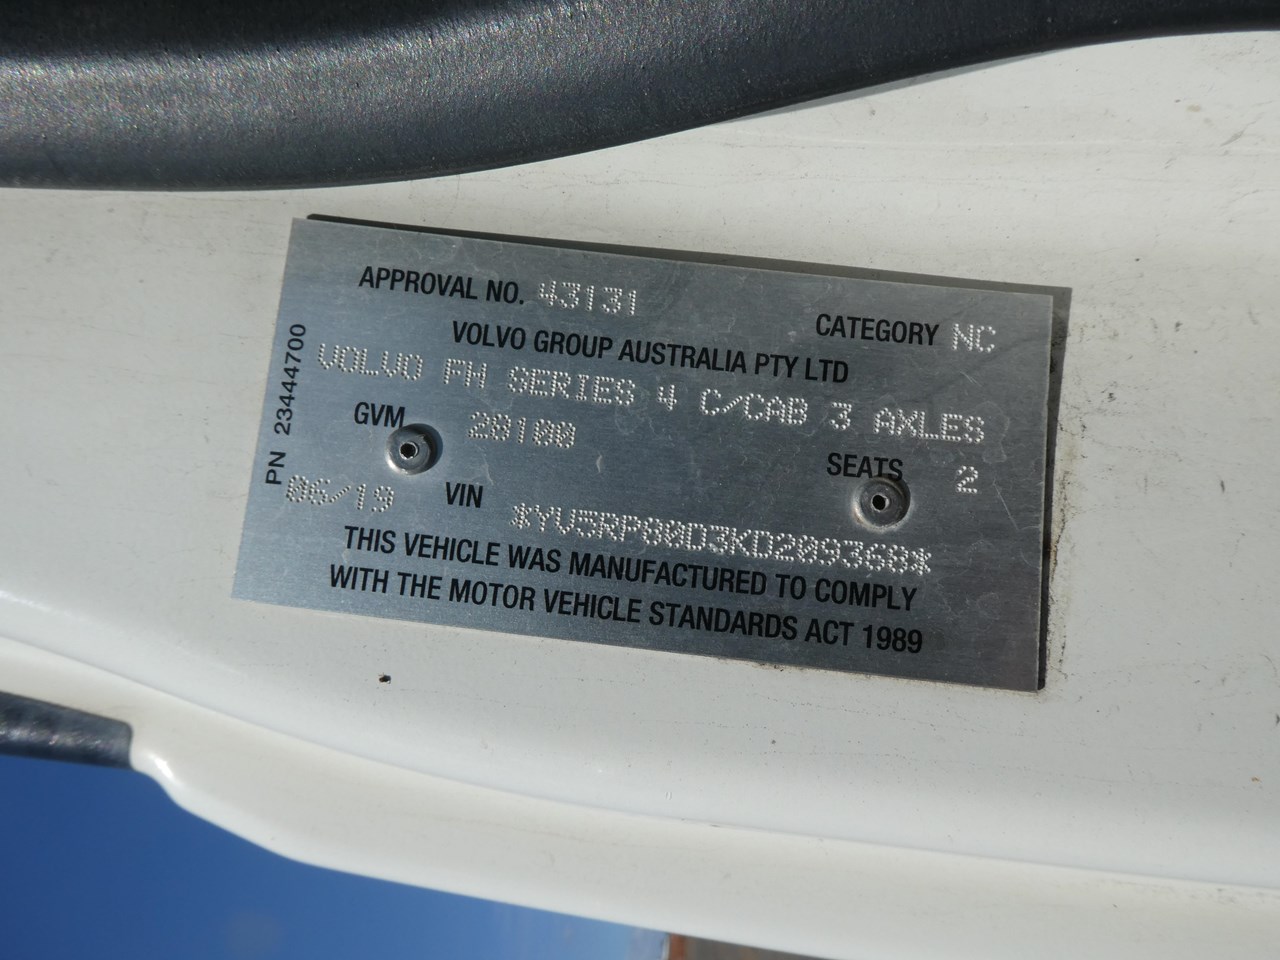 APPROVAL NO. 43131
CATEGORY NC
VOLVO GROUP AUSTRALIA PTY LTD
VOLVO FH SERIES 4 C/CAB 3 AXLES
GVM 28100
SEATS 2
06/19 VIN *YV5RP80D3KD209368*
THIS VEHICLE WAS MANUFACTURED TO COMPLY
WITH THE MOTOR VEHICLE STANDARDS ACT 1989
PN 23444700